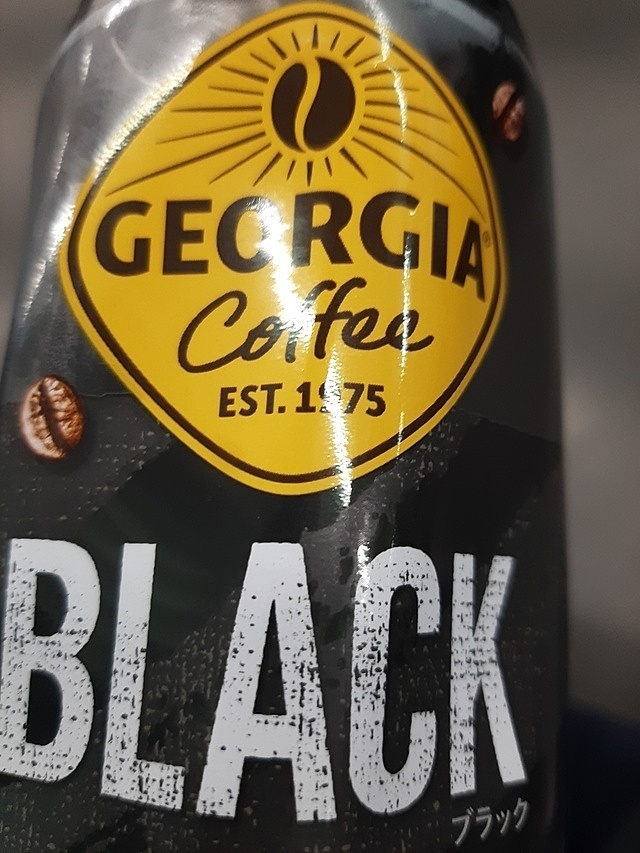 GEORGIA®
Coffee
EST. 1975
BLACK
ブラック